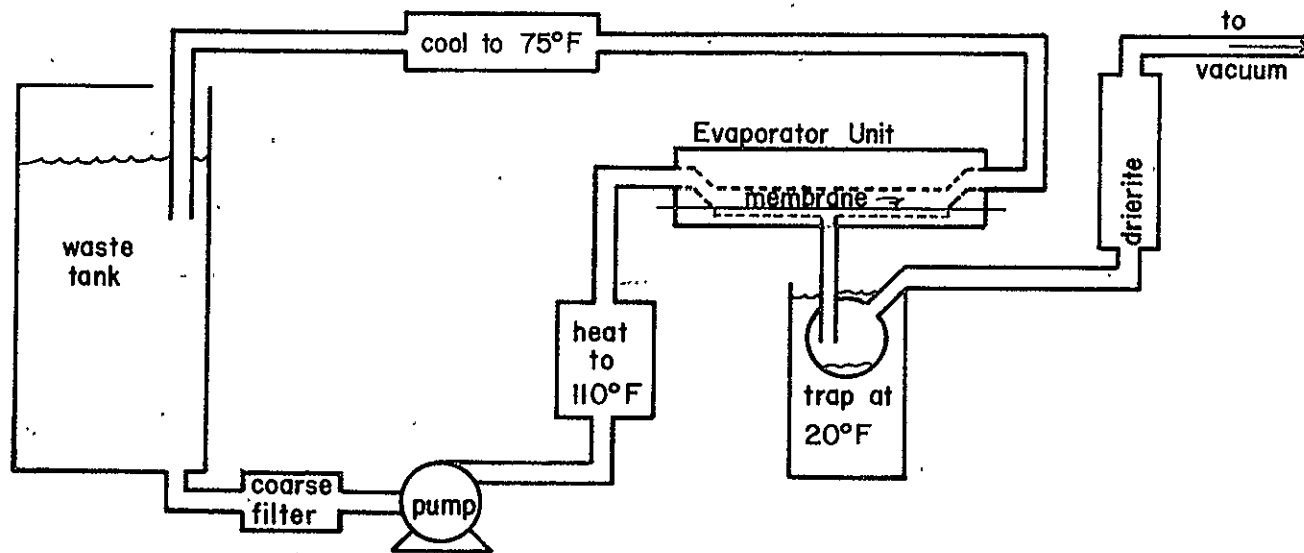 cool to 75°F
to
vacuum
Evaporator Unit
membrane
drierite
waste
tank
heat
to
110°F
trap at
20°F
coarse
filter
pump